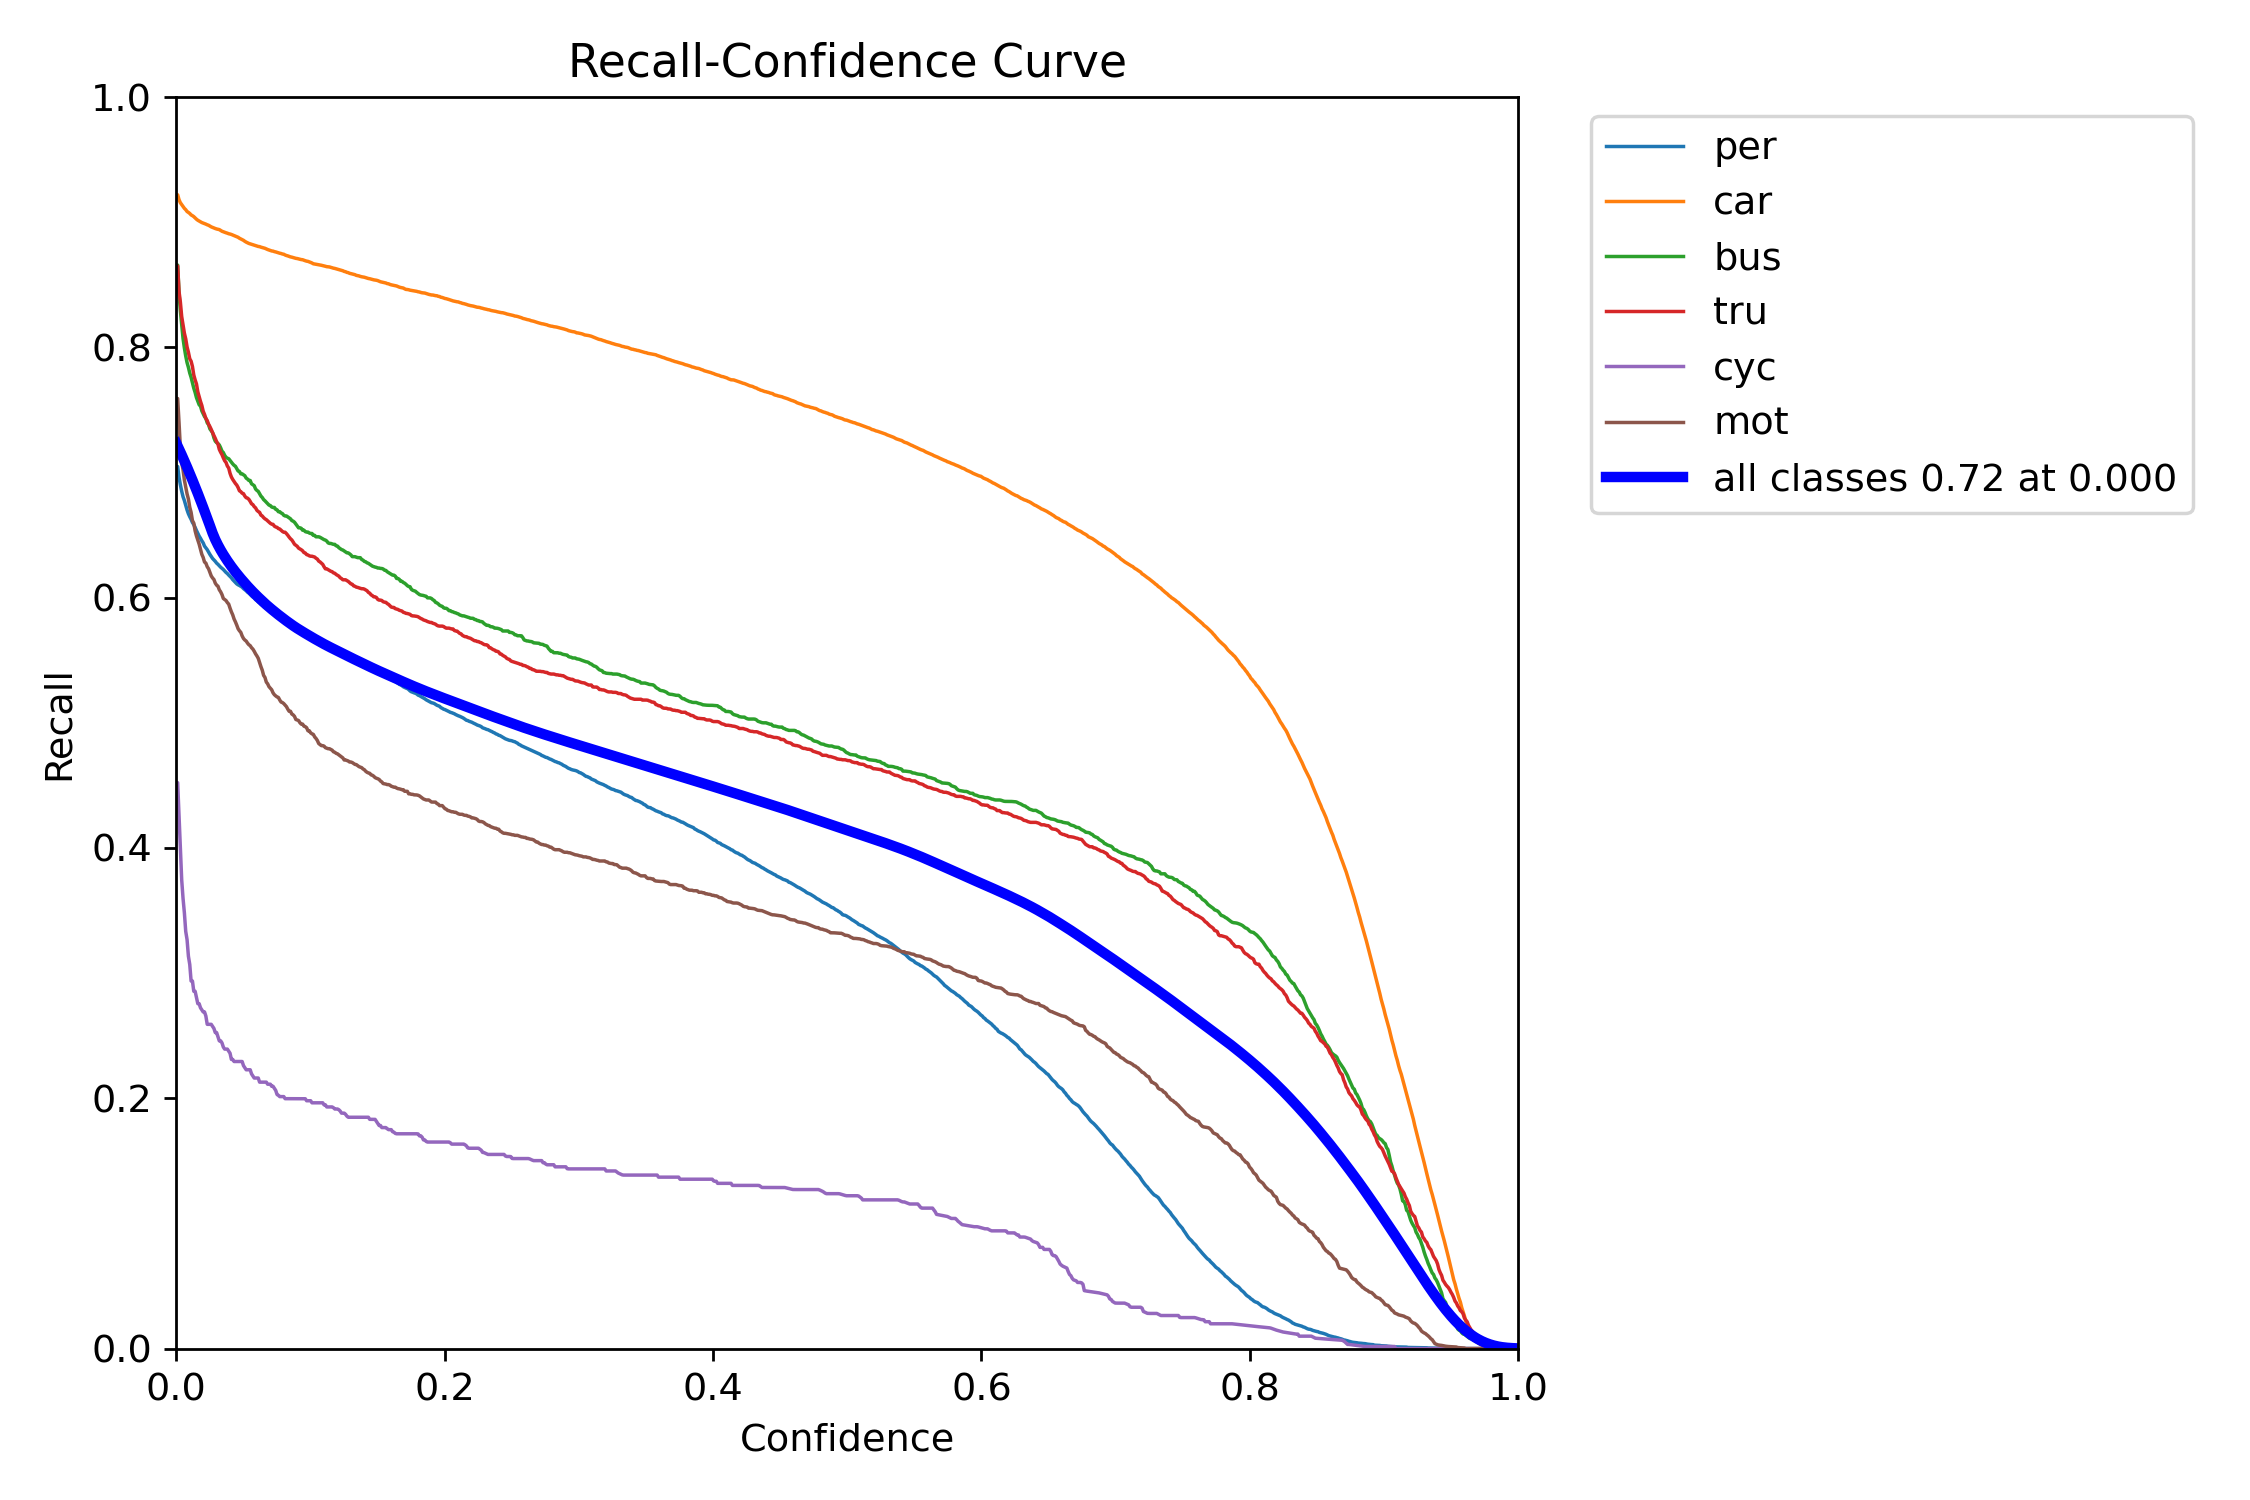 Recall-Confidence Curve
1.0
0.8
0.6
0.4
0.2
0.0
Recall
0.0 0.2 0.4 0.6 0.8 1.0
Confidence
per
car
bus
tru
cyc
mot
all classes 0.72 at 0.000